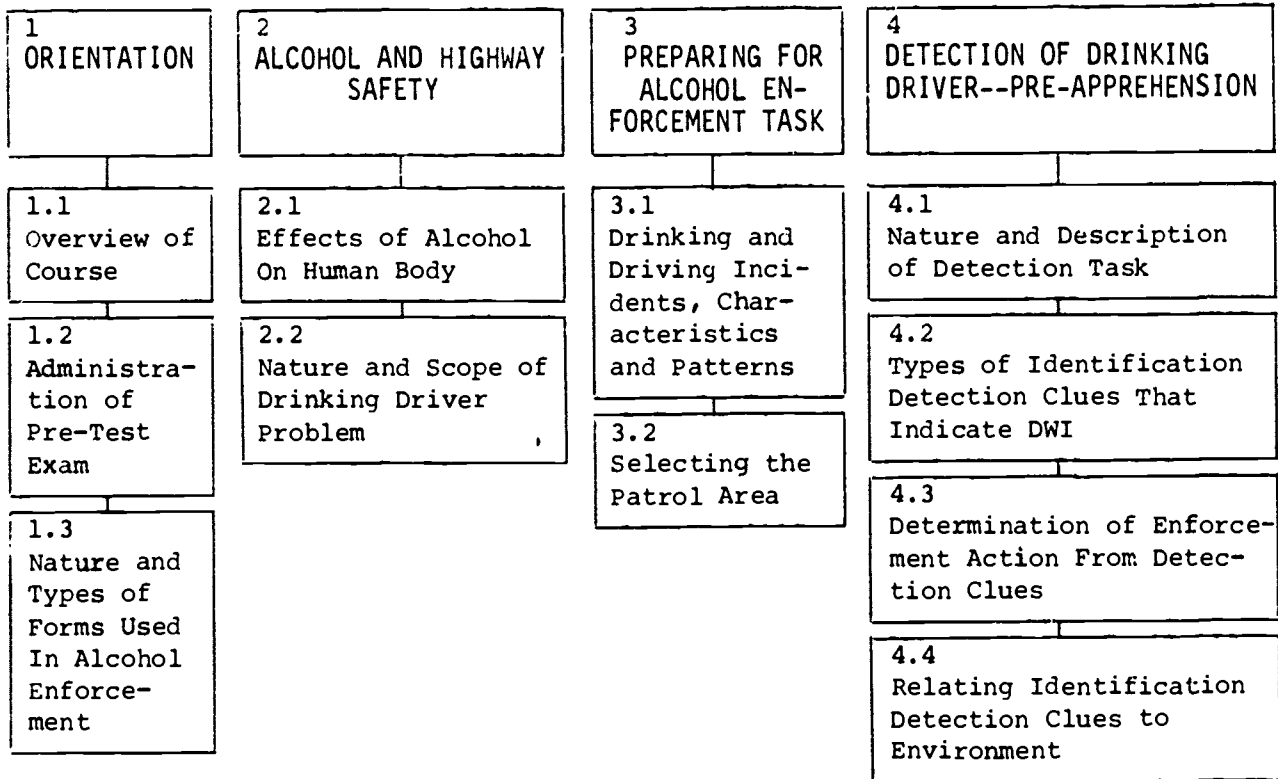 1
ORIENTATION
1.1
Overview of
Course
1.2
Administra-
tion of
Pre-Test
Exam
1.3
Nature and
Types of
Forms Used
In Alcohol
Enforce-
ment
2
ALCOHOL AND HIGHWAY
SAFETY
2.1
Effects of Alcohol
On Human Body
2.2
Nature and Scope of
Drinking Driver
Problem
3
PREPARING FOR
ALCOHOL EN-
FORCEMENT TASK
3.1
Drinking and
Driving Inci-
dents, Char-
acteristics
and Patterns
3.2
Selecting the
Patrol Area
4
DETECTION OF DRINKING
DRIVER--PRE-APPREHENSION
4.1
Nature and Description
of Detection Task
4.2
Types of Identification
Detection Clues That
Indicate DWI
4.3
Determination of Enforce-
ment Action From Detec-
tion Clues
4.4
Relating Identification
Detection Clues to
Environment